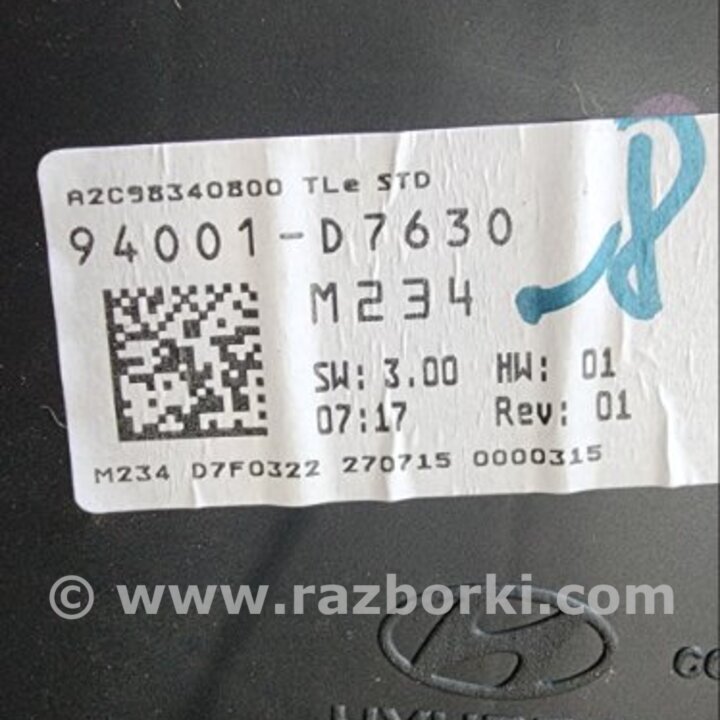 A2C98340800 TLe STD
94001-D7630
M234
SW: 3.00 HW: 01
07:17 Rev: 01
M234 D7F0322 270715 0000315
© www.razborki.com